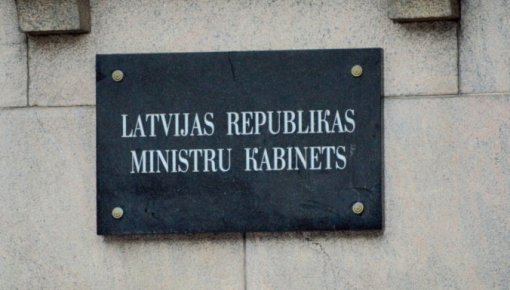 LATVIJAS REPUBLIKAS
MINISTRU KABINETS